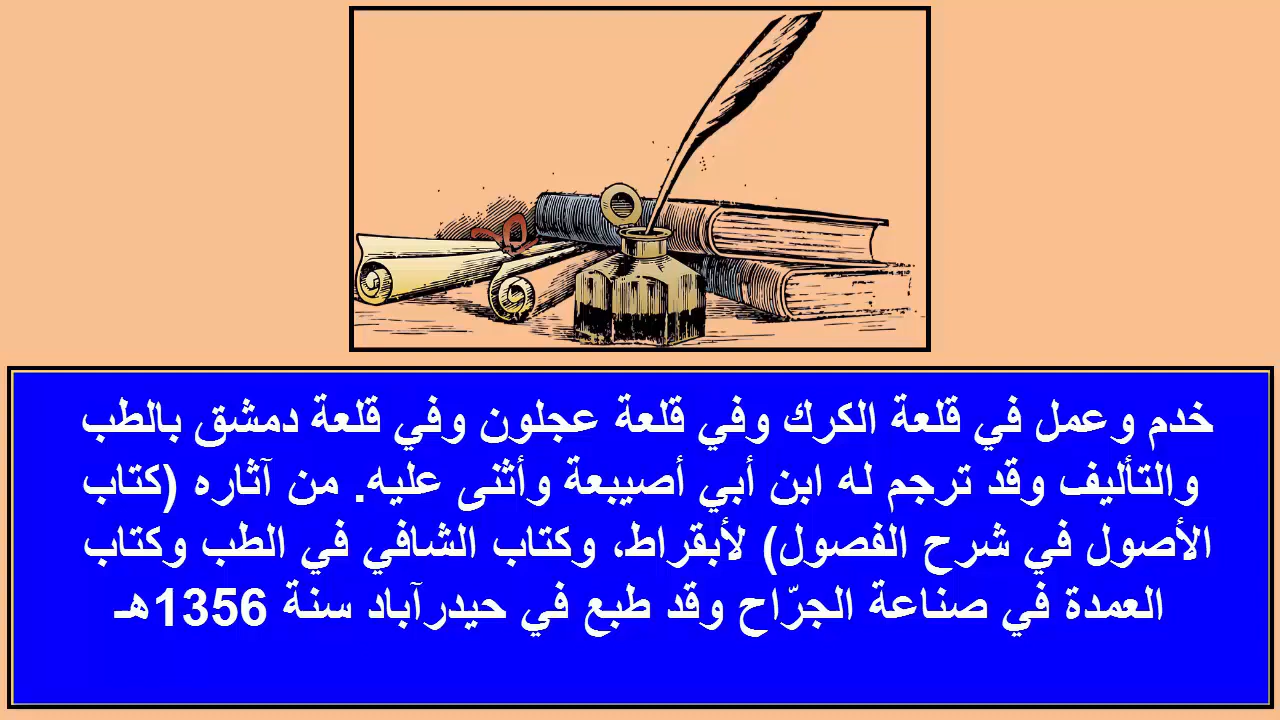 خدم وعمل في قلعة الكرك وفي قلعة عجلون وفي قلعة دمشق بالطب
والتأليف وقد ترجم له ابن أبي أصيبعة وأثنى عليه. من آثاره (كتاب
الأصول في شرح الفصول) لأبقراط، وكتاب الشافي في الطب وكتاب
العمدة في صناعة الجرّاح وقد طبع في حيدرآباد سنة 1356هـ